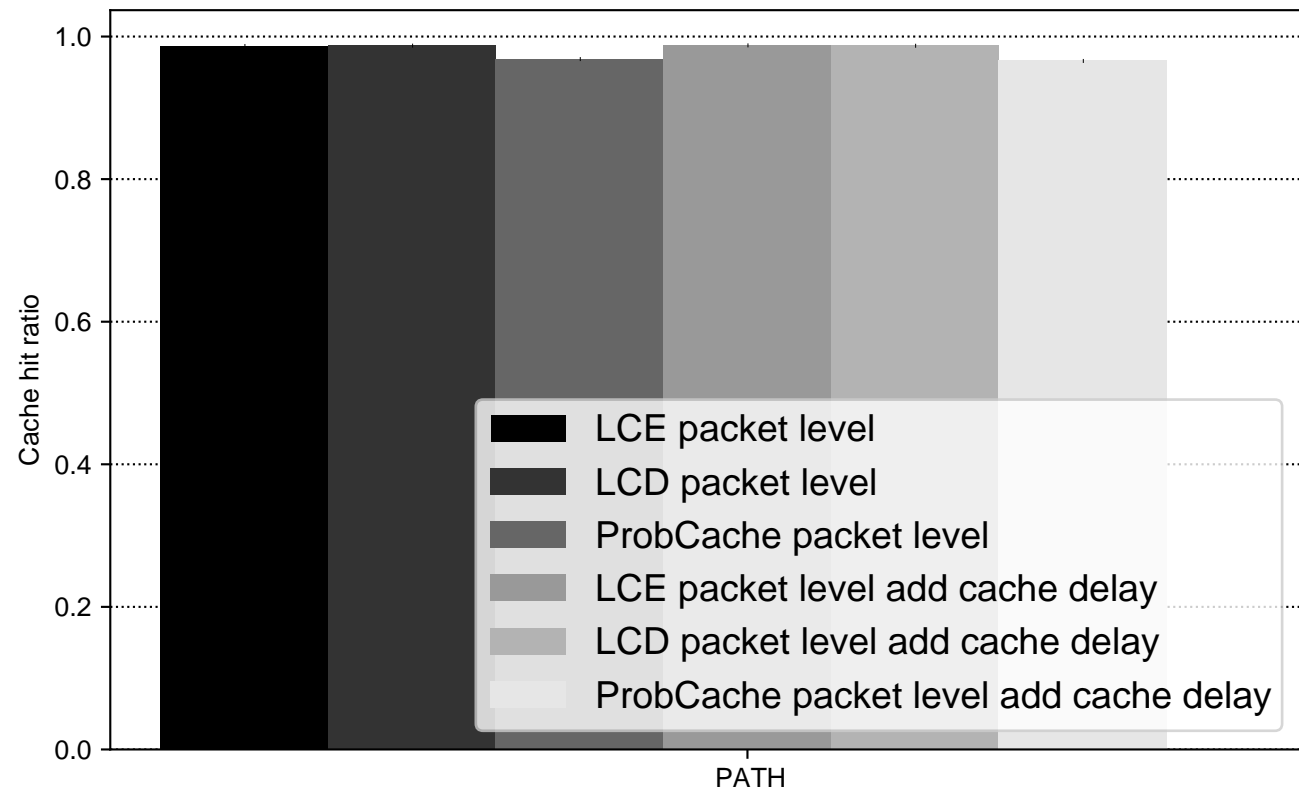 1.0
0.8
0.6
0.4
0.2
0.0
Cache hit ratio
LCE packet level
LCD packet level
ProbCache packet level
LCE packet level add cache delay
LCD packet level add cache delay
ProbCache packet level add cache delay
PATH